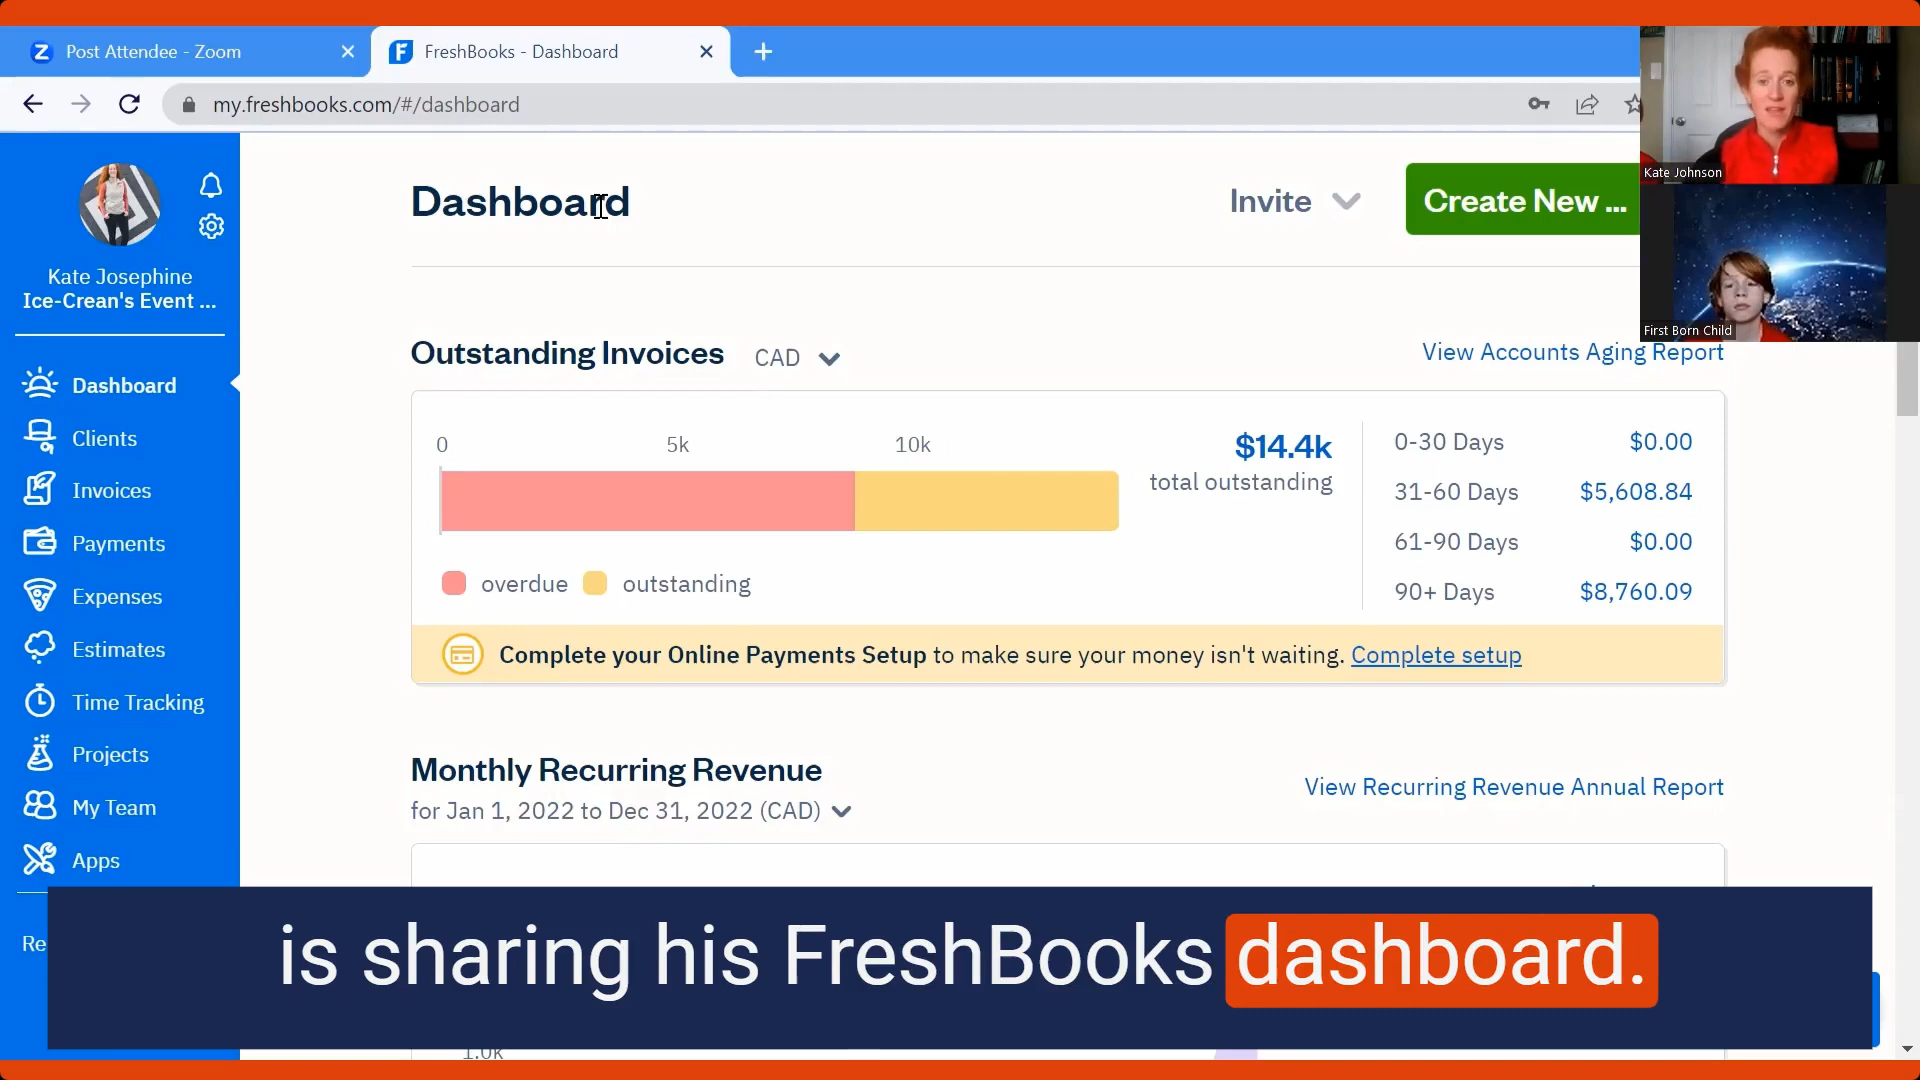 Post Attendee - Zoom
FreshBooks - Dashboard
my.freshbooks.com/#/dashboard
Kate Johnson
First Born Child
Kate Josephine
Ice-Crean's Event ...
Dashboard
Clients
Invoices
Payments
Expenses
Estimates
Time Tracking
Projects
My Team
Apps
Re
Dashboard
Invite
Create New ...
Outstanding Invoices CAD
View Accounts Aging Report
0 5k 10k
$14.4k
total outstanding
overdue outstanding
0-30 Days $0.00
31-60 Days $5,608.84
61-90 Days $0.00
90+ Days $8,760.09
Complete your Online Payments Setup to make sure your money isn't waiting. Complete setup
Monthly Recurring Revenue
for Jan 1, 2022 to Dec 31, 2022 (CAD)
View Recurring Revenue Annual Report
is sharing his FreshBooks dashboard.
1.0k